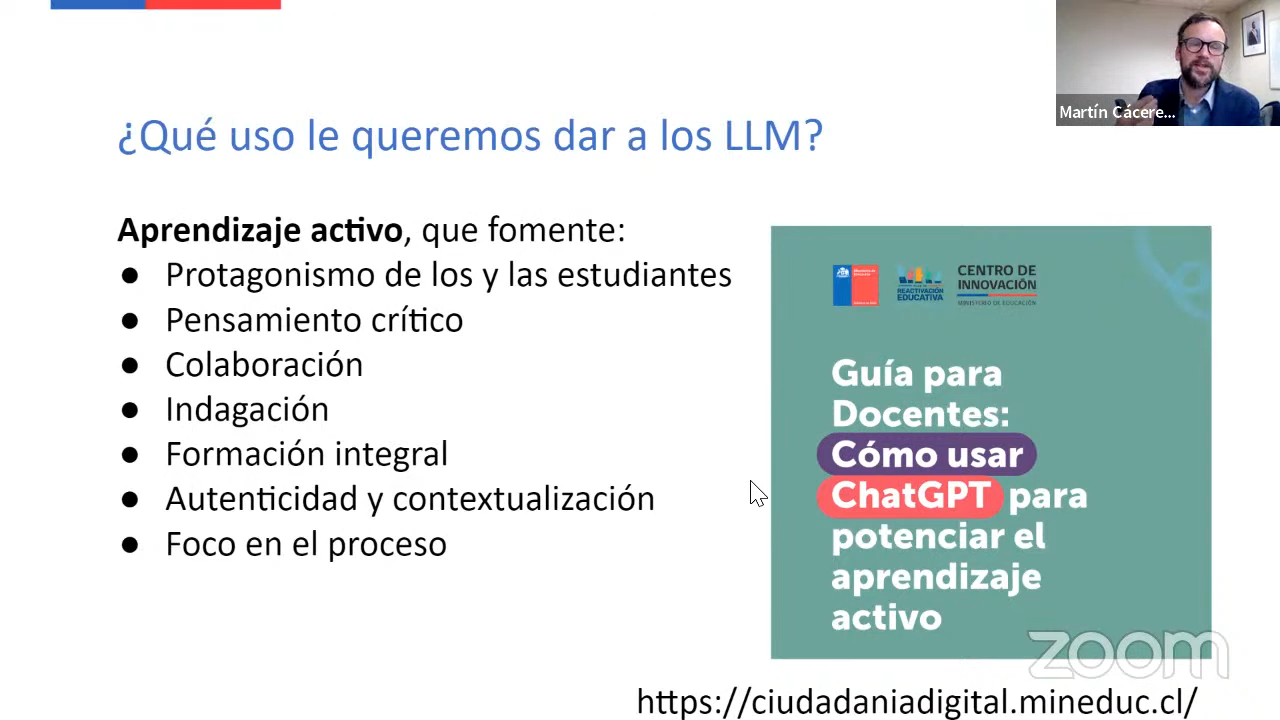 Martín Cácere...
¿Qué uso le queremos dar a los LLM?
Aprendizaje activo, que fomente:
● Protagonismo de los y las estudiantes
● Pensamiento crítico
● Colaboración
● Indagación
● Formación integral
● Autenticidad y contextualización
● Foco en el proceso
REACTIVACIÓN
EDUCATIVA
CENTRO DE
INNOVACIÓN
MINISTERIO DE EDUCACIÓN
Guía para
Docentes:
Cómo usar
ChatGPT para
potenciar el
aprendizaje
activo
zoom
https://ciudadaniadigital.mineduc.cl/